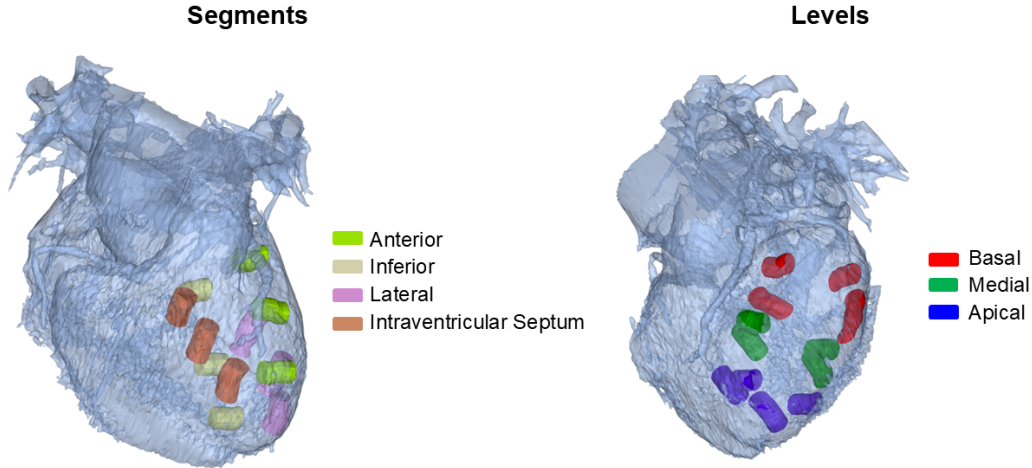 Segments
Levels
Anterior
Inferior
Lateral
Intraventricular Septum
Basal
Medial
Apical